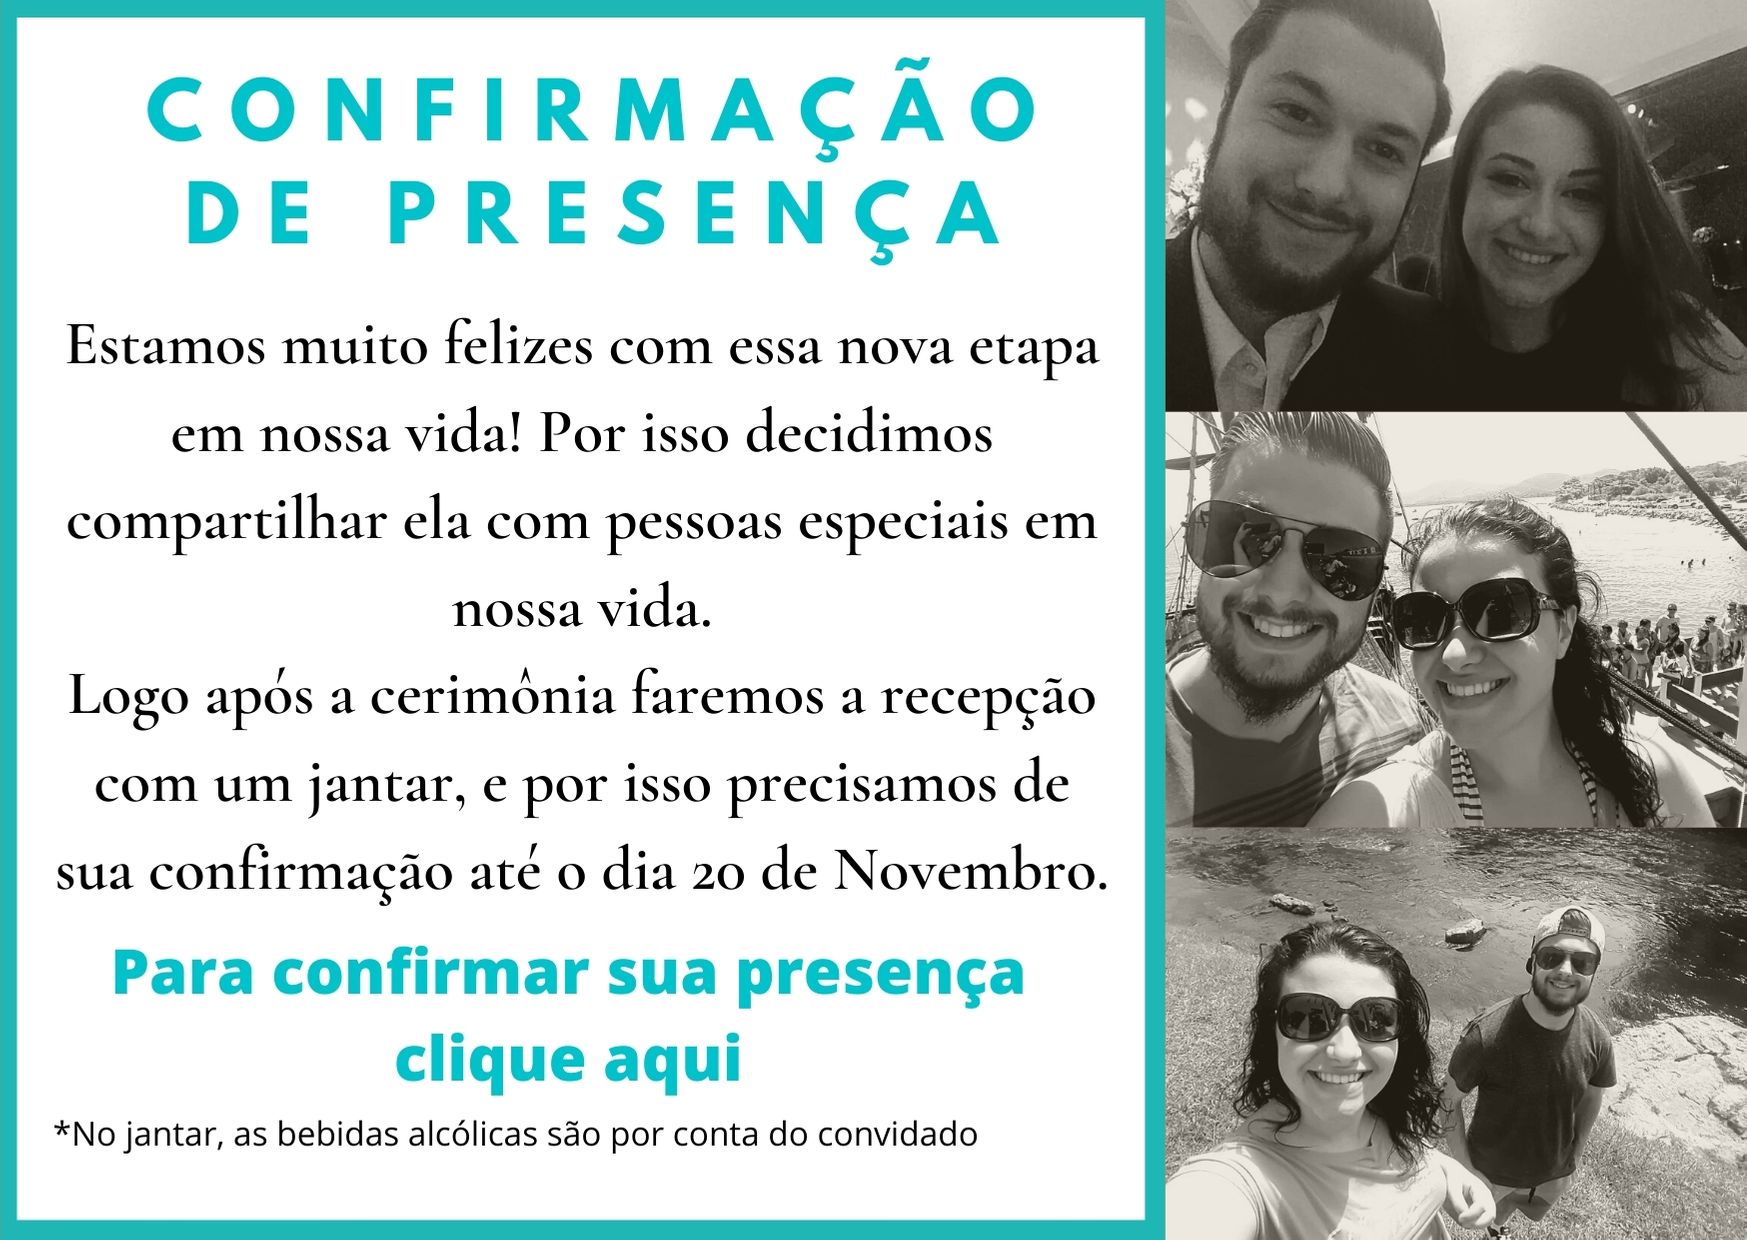 CONFIRMAÇÃO
DE PRESENÇA
Estamos muito felizes com essa nova etapa
em nossa vida! Por isso decidimos
compartilhar ela com pessoas especiais em
nossa vida.
Logo após a cerimônia faremos a recepção
com um jantar, e por isso precisamos de
sua confirmação até o dia 20 de Novembro.
Para confirmar sua presença
clique aqui
*No jantar, as bebidas alcólicas são por conta do convidado